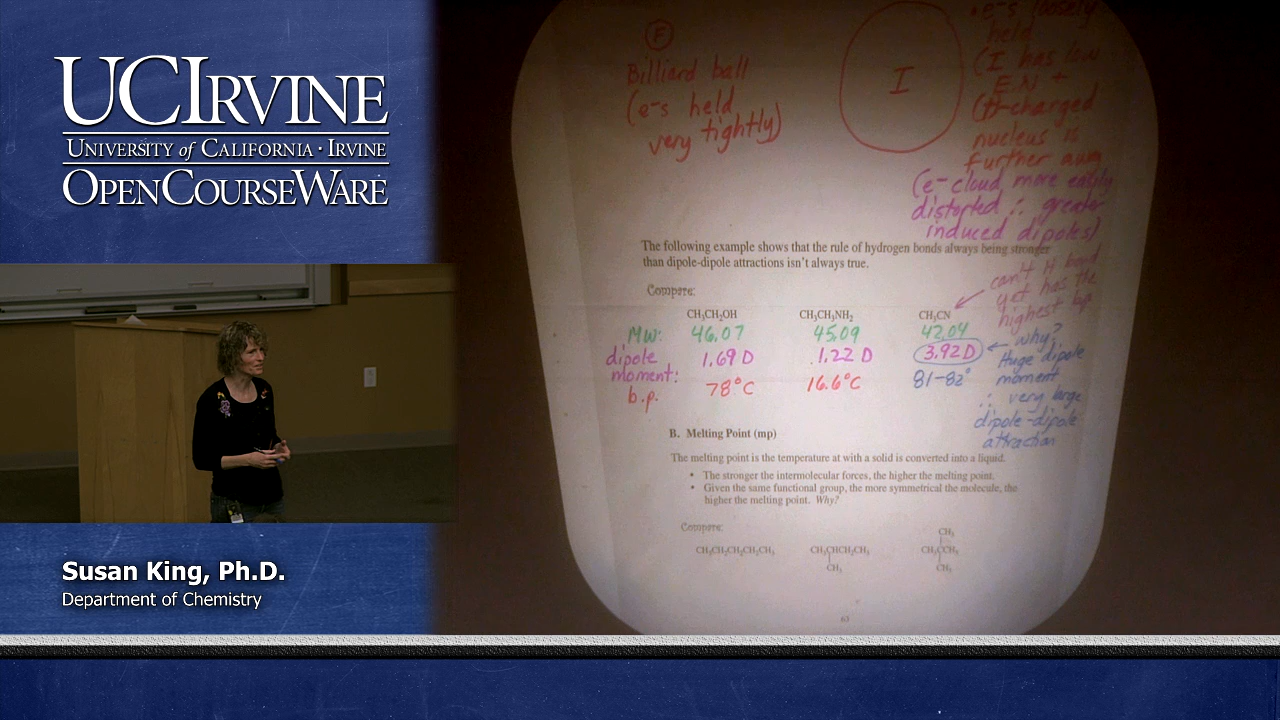 UCIRVINE
UNIVERSITY of CALIFORNIA · IRVINE
OPENCOURSEWARE
Susan King, Ph.D.
Department of Chemistry
F
Billiard ball
(e-s held
very tightly)
I
• e-s loosely
held
(I has low
E.N +
(+)-charged
nucleus is
further away
(e- cloud more easily
distorted ∴ greater
induced dipoles)
The following example shows that the rule of hydrogen bonds always being stronger
than dipole-dipole attractions isn't always true.
can't H bond
yet has the
highest bp
Compare:
CH3CH2OH CH3CH2NH2 CH3CN
MW: 46.07 45.09 42.04
dipole
moment: 1.69 D 1.22 D 3.92 D
b.p. 78°C 16.6°C 81-82°
why?
Huge dipole
moment
∴ very large
dipole-dipole
attraction
B. Melting Point (mp)
The melting point is the temperature at with a solid is converted into a liquid.
• The stronger the intermolecular forces, the higher the melting point.
• Given the same functional group, the more symmetrical the molecule, the
higher the melting point. Why?
Compare:
CH3
CH3CH2CH2CH2CH3 CH3CHCH2CH3 CH3CCH3
CH3 CH3
63